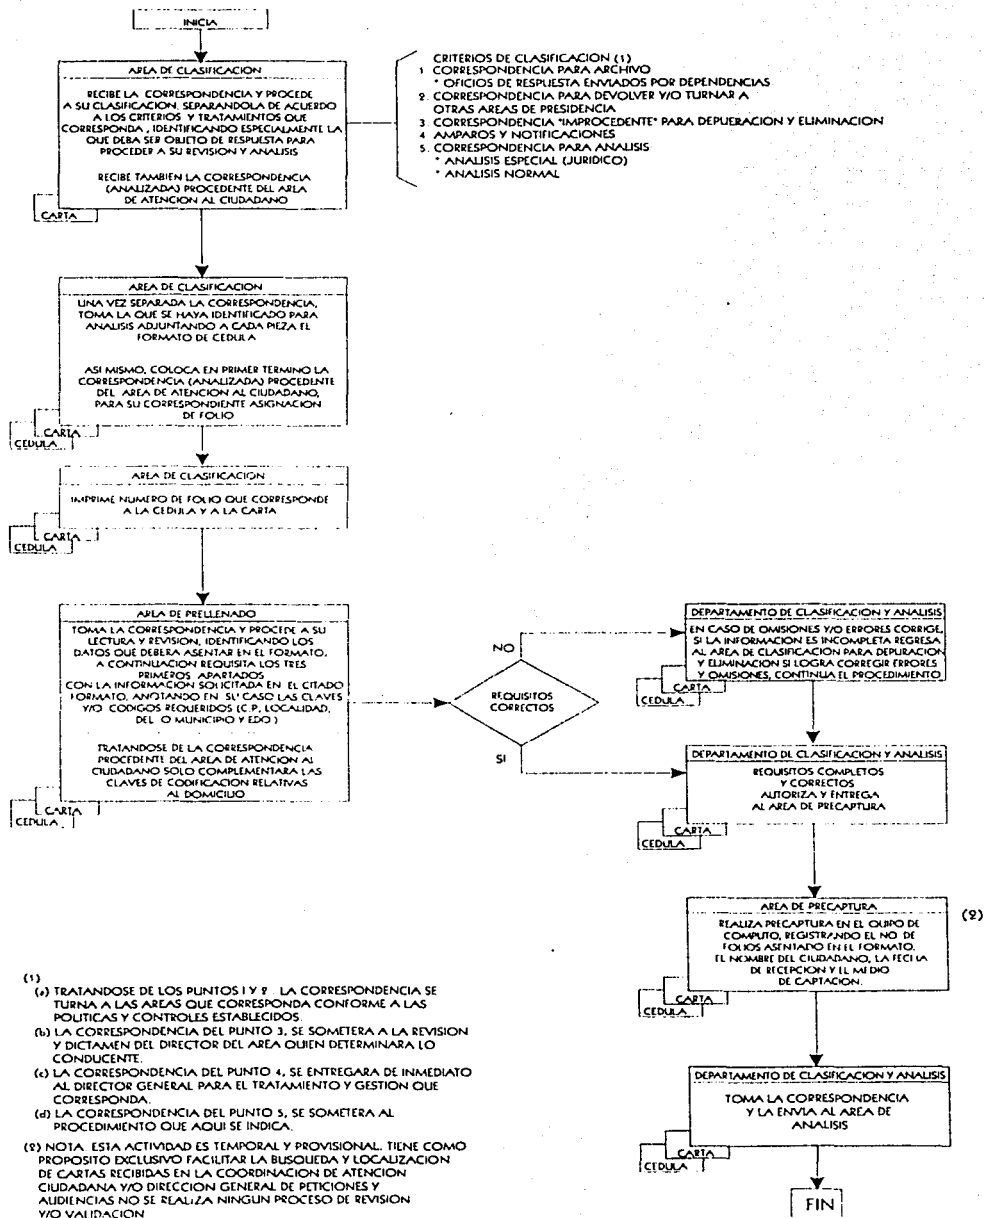 INICIA
AREA DE CLASIFICACION
RECIBE LA CORRESPONDENCIA Y PROCEDE
A SU CLASIFICACION, SEPARANDOLA DE ACUERDO
A LOS CRITERIOS Y TRATAMIENTOS QUE
CORRESPONDA, IDENTIFICANDO ESPECIALMENTE LA
QUE DEBA SER OBJETO DE RESPUESTA PARA
PROCEDER A SU REVISION Y ANALISIS
RECIBE TAMBIEN LA CORRESPONDENCIA
(ANALIZADA) PROCEDENTE DEL AREA
DE ATENCION AL CIUDADANO
CARTA
CRITERIOS DE CLASIFICACION (1)
1 CORRESPONDENCIA PARA ARCHIVO
* OFICIOS DE RESPUESTA ENVIADOS POR DEPENDENCIAS
2. CORRESPONDENCIA PARA DEVOLVER Y/O TURNAR A
OTRAS AREAS DE PRESIDENCIA
3. CORRESPONDENCIA "IMPROCEDENTE" PARA DEPUERACION Y ELIMINACION
4 AMPAROS Y NOTIFICACIONES
5. CORRESPONDENCIA PARA ANALISIS
* ANALISIS ESPECIAL (JURIDICO)
* ANALISIS NORMAL
AREA DE CLASIFICACION
UNA VEZ SEPARADA LA CORRESPONDENCIA,
TOMA LA QUE SE HAYA IDENTIFICADO PARA
ANALISIS ADJUNTANDO A CADA PIEZA EL
FORMATO DE CEDULA
ASI MISMO, COLOCA EN PRIMER TERMINO LA
CORRESPONDENCIA (ANALIZADA) PROCEDENTE
DEL AREA DE ATENCION AL CIUDADANO,
PARA SU CORRESPONDIENTE ASIGNACION
DE FOLIO
CARTA
CEDULA
AREA DE CLASIFICACION
IMPRIME NUMERO DE FOLIO QUE CORRESPONDE
A LA CEDULA Y A LA CARTA
CARTA
CEDULA
AREA DE PRELLENADO
TOMA LA CORRESPONDENCIA Y PROCEDE A SU
LECTURA Y REVISION, IDENTIFICANDO LOS
DATOS QUE DEBERA ASENTAR EN EL FORMATO,
A CONTINUACION REQUISITA LOS TRES
PRIMEROS APARTADOS
CON LA INFORMACION SOLICITADA EN EL CITADO
FORMATO, ANOTANDO EN SU CASO LAS CLAVES
Y/O CODIGOS REQUERIDOS (C.P., LOCALIDAD,
DEL O MUNICIPIO Y EDO )
TRATANDOSE DE LA CORRESPONDENCIA
PROCEDENTE DEL AREA DE ATENCION AL
CIUDADANO SOLO COMPLEMENTARA LAS
CLAVES DE CODIFICACION RELATIVAS
AL DOMICILIO
CARTA
CEDULA
NO
REQUISITOS
CORRECTOS
SI
DEPARTAMENTO DE CLASIFICACION Y ANALISIS
EN CASO DE OMISIONES Y/O ERRORES CORRIGE,
SI LA INFORMACION ES INCOMPLETA REGRESA
AL AREA DE CLASIFICACION PARA DEPURACION
Y ELIMINACION SI LOGRA CORREGIR ERRORES
Y OMISIONES, CONTINUA EL PROCEDIMIENTO
CARTA
CEDULA
DEPARTAMENTO DE CLASIFICACION Y ANALISIS
REQUISITOS COMPLETOS
Y CORRECTOS
AUTORIZA Y ENTREGA
AL AREA DE PRECAPTURA
CARTA
CEDULA
AREA DE PRECAPTURA
REALIZA PRECAPTURA EN EL QUIPO DE
COMPUTO, REGISTRANDO EL NO DE
FOLIOS ASENTADO EN EL FORMATO,
EL NOMBRE DEL CIUDADANO, LA FECHA
DE RECEPCION Y EL MEDIO
DE CAPTACION.
(2)
CARTA
CEDULA
DEPARTAMENTO DE CLASIFICACION Y ANALISIS
TOMA LA CORRESPONDENCIA
Y LA ENVIA AL AREA DE
ANALISIS
CARTA
CEDULA
FIN
(1)
(a) TRATANDOSE DE LOS PUNTOS 1 Y 2 LA CORRESPONDENCIA SE
TURNA A LAS AREAS QUE CORRESPONDA CONFORME A LAS
POLITICAS Y CONTROLES ESTABLECIDOS.
(b) LA CORRESPONDENCIA DEL PUNTO 3, SE SOMETERA A LA REVISION
Y DICTAMEN DEL DIRECTOR DEL AREA QUIEN DETERMINARA LO
CONDUCENTE.
(c) LA CORRESPONDENCIA DEL PUNTO 4, SE ENTREGARA DE INMEDIATO
AL DIRECTOR GENERAL PARA EL TRATAMIENTO Y GESTION QUE
CORRESPONDA.
(d) LA CORRESPONDENCIA DEL PUNTO 5, SE SOMETERA AL
PROCEDIMIENTO QUE AQUI SE INDICA.
(2) NOTA. ESTA ACTIVIDAD ES TEMPORAL Y PROVISIONAL, TIENE COMO
PROPOSITO EXCLUSIVO FACILITAR LA BUSQUEDA Y LOCALIZACION
DE CARTAS RECIBIDAS EN LA COORDINACION DE ATENCION
CIUDADANA Y/O DIRECCION GENERAL DE PETICIONES Y
AUDIENCIAS NO SE REALIZA NINGUN PROCESO DE REVISION
Y/O VALIDACION